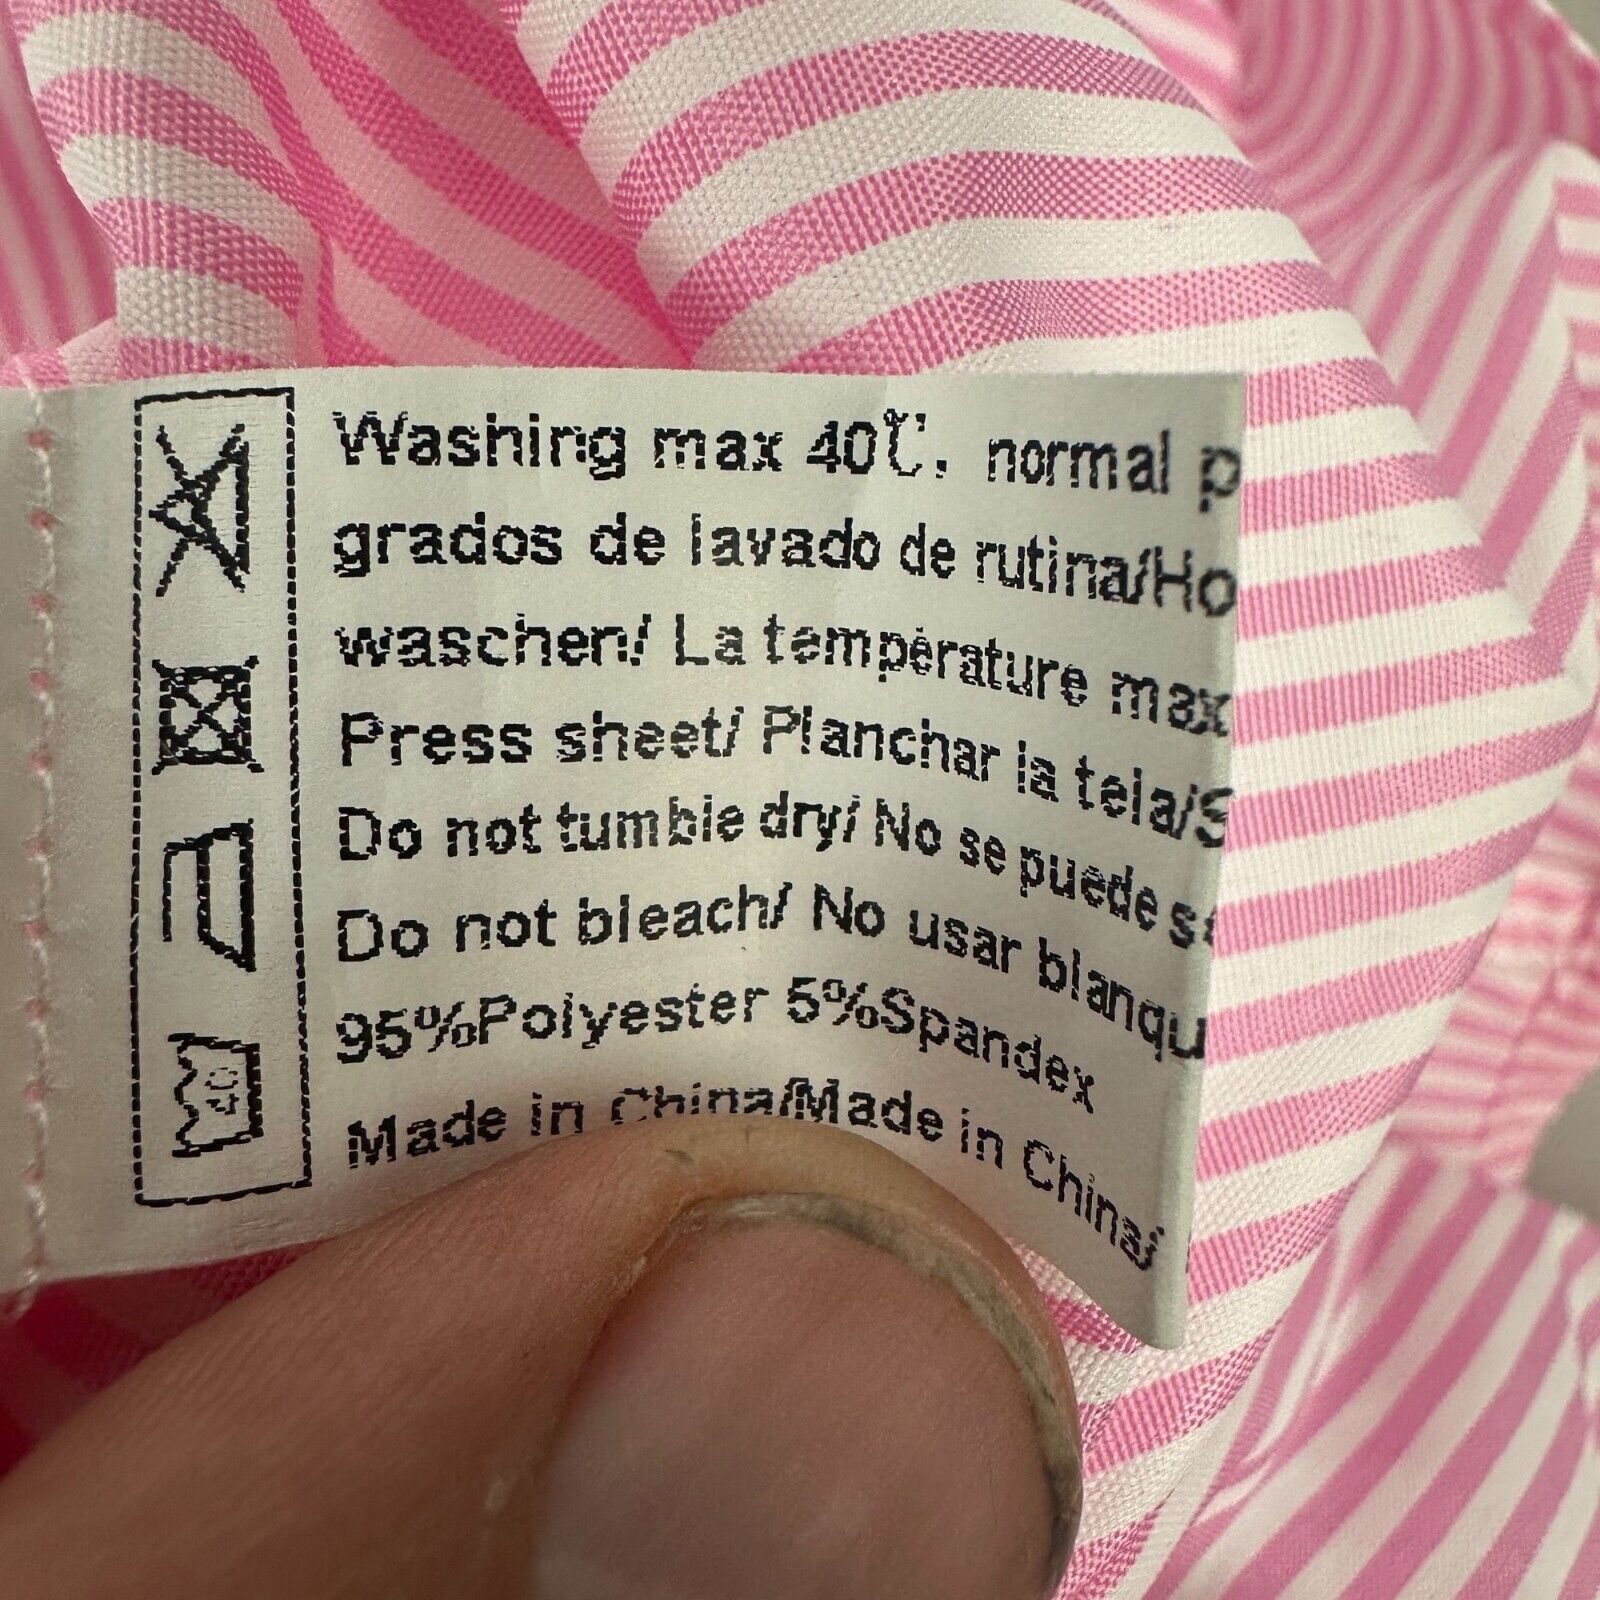 Washing max 40℃. normal p
grados de lavado de rutina/Ho
waschen/ La température max
Press sheet/ Planchar la tela/S
Do not tumble dry/ No se puede s
Do not bleach/ No usar blanqu
95%Polyester 5%Spandex
Made in China/Made in China/
40